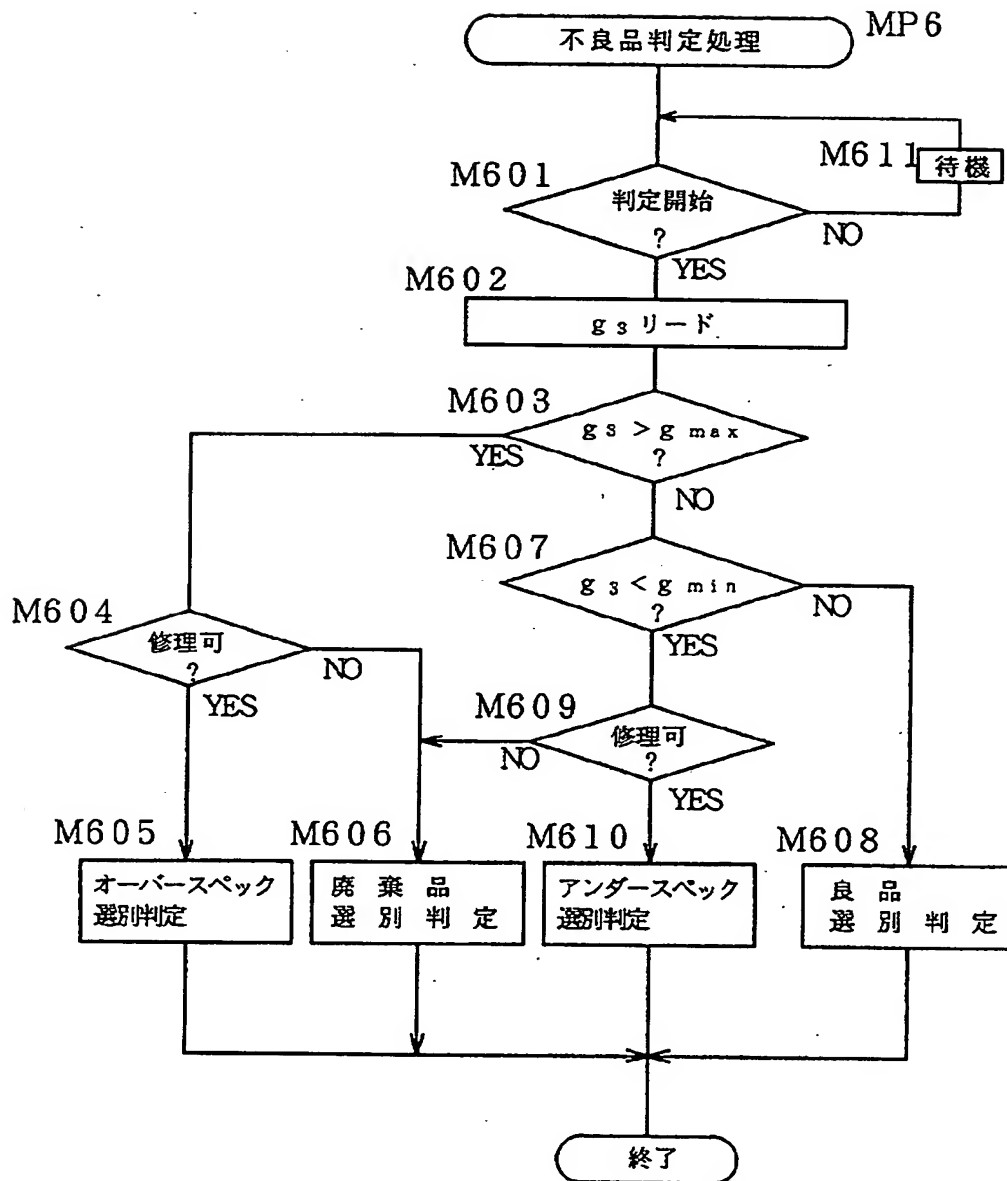 不良品判定処理
MP6
M611
待機
M601
判定開始
?
NO
YES
M602
g3リード
M603
g3>gmax
?
YES
NO
M607
g3<gmin
?
NO
YES
M604
修理可
?
NO
YES
M609
修理可
?
NO
YES
M605
オーバースペック
選別判定
M606
廃棄品
選別判定
M610
アンダースペック
選別判定
M608
良品
選別判定
終了